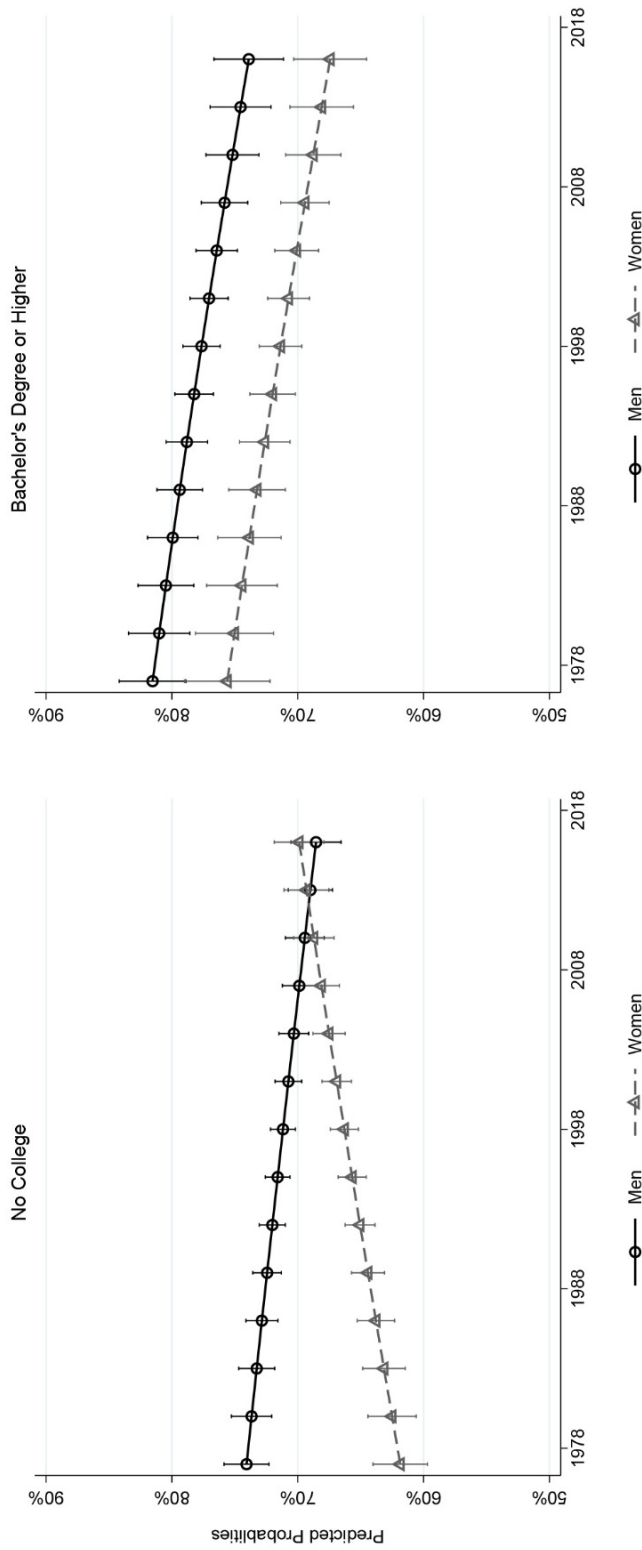 No College
Predicted Probablities
90%
80%
70%
60%
50%
1978
1988
1998
2008
2018
Men
Women
Bachelor's Degree or Higher
90%
80%
70%
60%
50%
1978
1988
1998
2008
2018
Men
Women